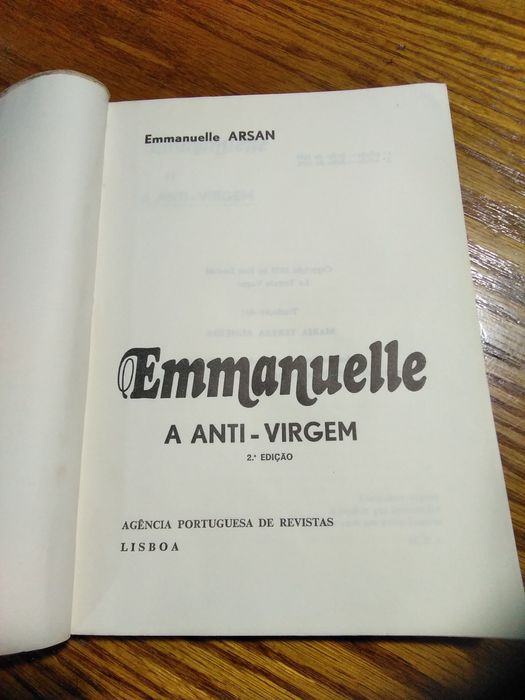 Emmanuelle ARSAN
Emmanuelle
A ANTI-VIRGEM
2.ª EDIÇÃO
AGÊNCIA PORTUGUESA DE REVISTAS
LISBOA